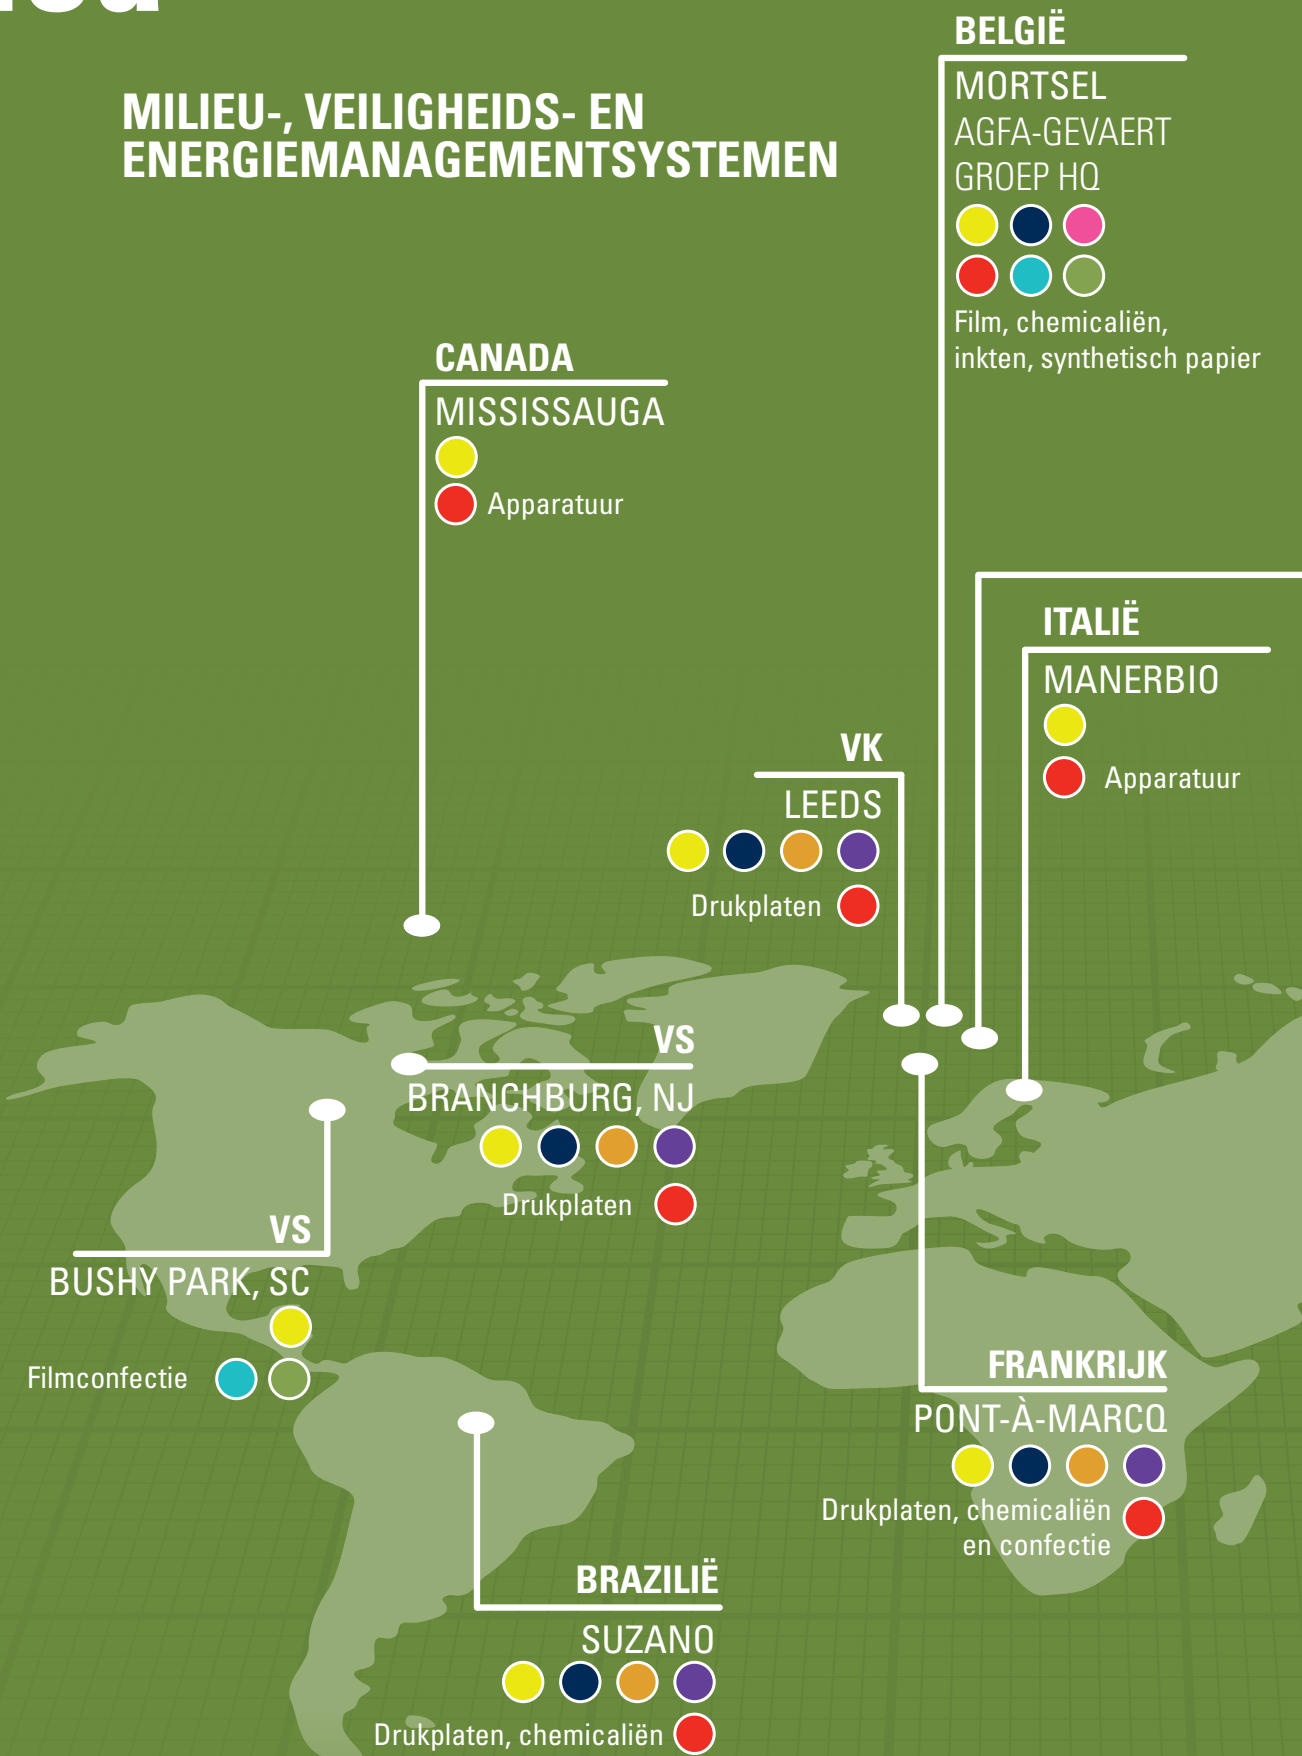 MILIEU-, VEILIGHEIDS- EN
ENERGIEMANAGEMENTSYSTEMEN
BELGIË
MORTSEL
AGFA-GEVAERT
GROEP HQ
Film, chemicaliën,
inkten, synthetisch papier
CANADA
MISSISSAUGA
Apparatuur
ITALIË
MANERBIO
Apparatuur
VK
LEEDS
Drukplaten
VS
BRANCHBURG, NJ
Drukplaten
VS
BUSHY PARK, SC
Filmconfectie
FRANKRIJK
PONT-À-MARCQ
Drukplaten, chemicaliën
en confectie
BRAZILIË
SUZANO
Drukplaten, chemicaliën